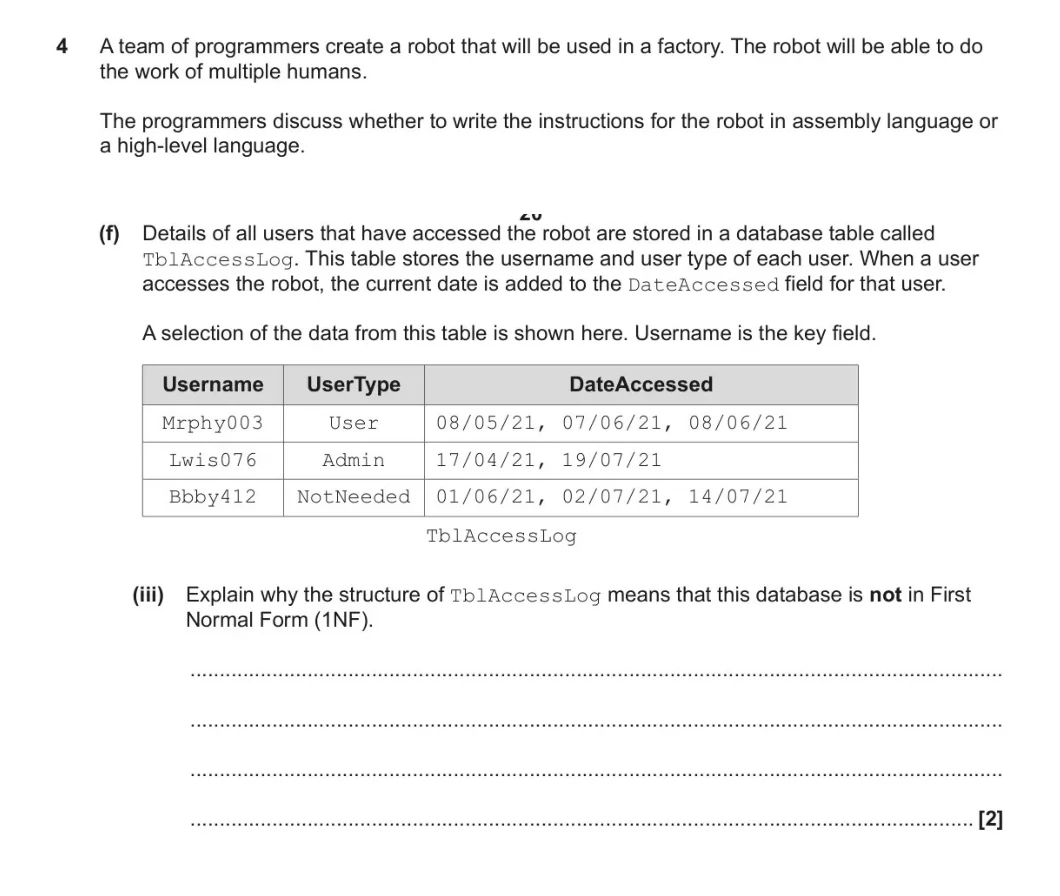 4 A team of programmers create a robot that will be used in a factory. The robot will be able to do
the work of multiple humans.
The programmers discuss whether to write the instructions for the robot in assembly language or
a high-level language.
(f) Details of all users that have accessed the robot are stored in a database table called
TblAccessLog. This table stores the username and user type of each user. When a user
accesses the robot, the current date is added to the DateAccessed field for that user.
A selection of the data from this table is shown here. Username is the key field.
Username UserType DateAccessed
Mrphy003 User 08/05/21, 07/06/21, 08/06/21
Lwis076 Admin 17/04/21, 19/07/21
Bbby412 NotNeeded 01/06/21, 02/07/21, 14/07/21
TblAccessLog
(iii) Explain why the structure of TblAccessLog means that this database is not in First
Normal Form (1NF).
[2]